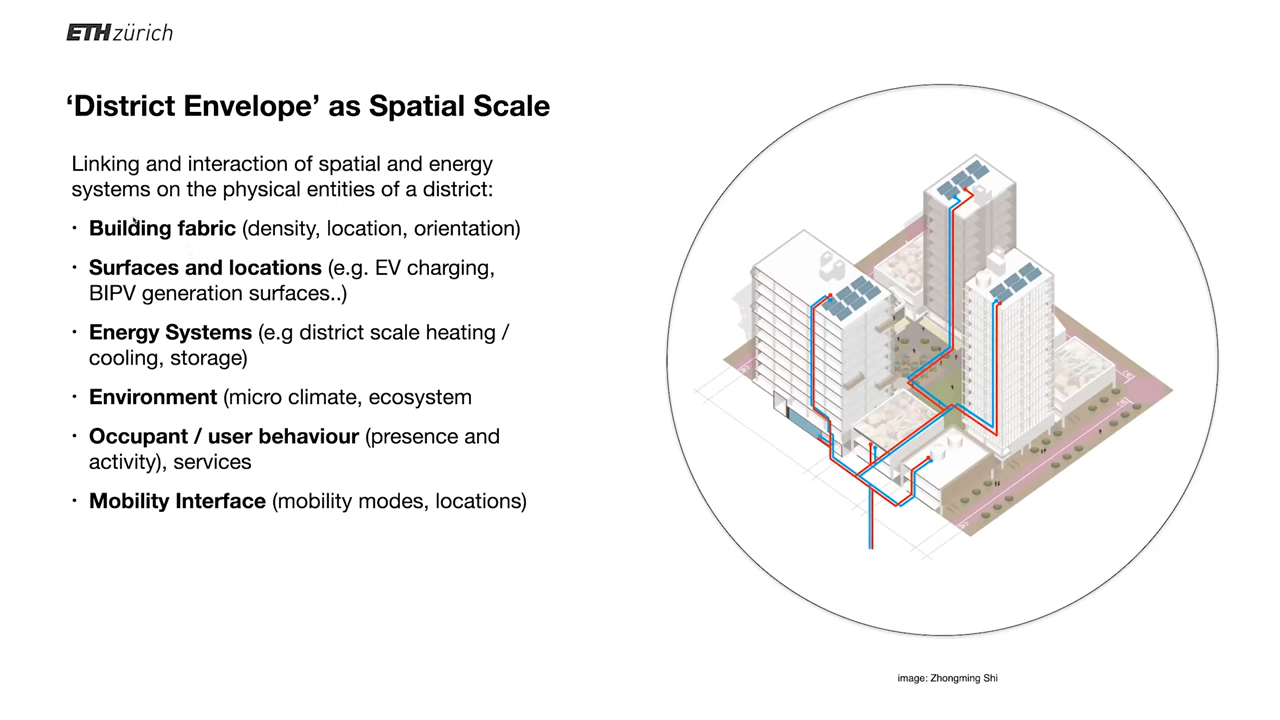 ETH zürich
‘District Envelope’ as Spatial Scale
Linking and interaction of spatial and energy
systems on the physical entities of a district:
· Building fabric (density, location, orientation)
· Surfaces and locations (e.g. EV charging,
BIPV generation surfaces..)
· Energy Systems (e.g district scale heating /
cooling, storage)
· Environment (micro climate, ecosystem
· Occupant / user behaviour (presence and
activity), services
· Mobility Interface (mobility modes, locations)
image: Zhongming Shi